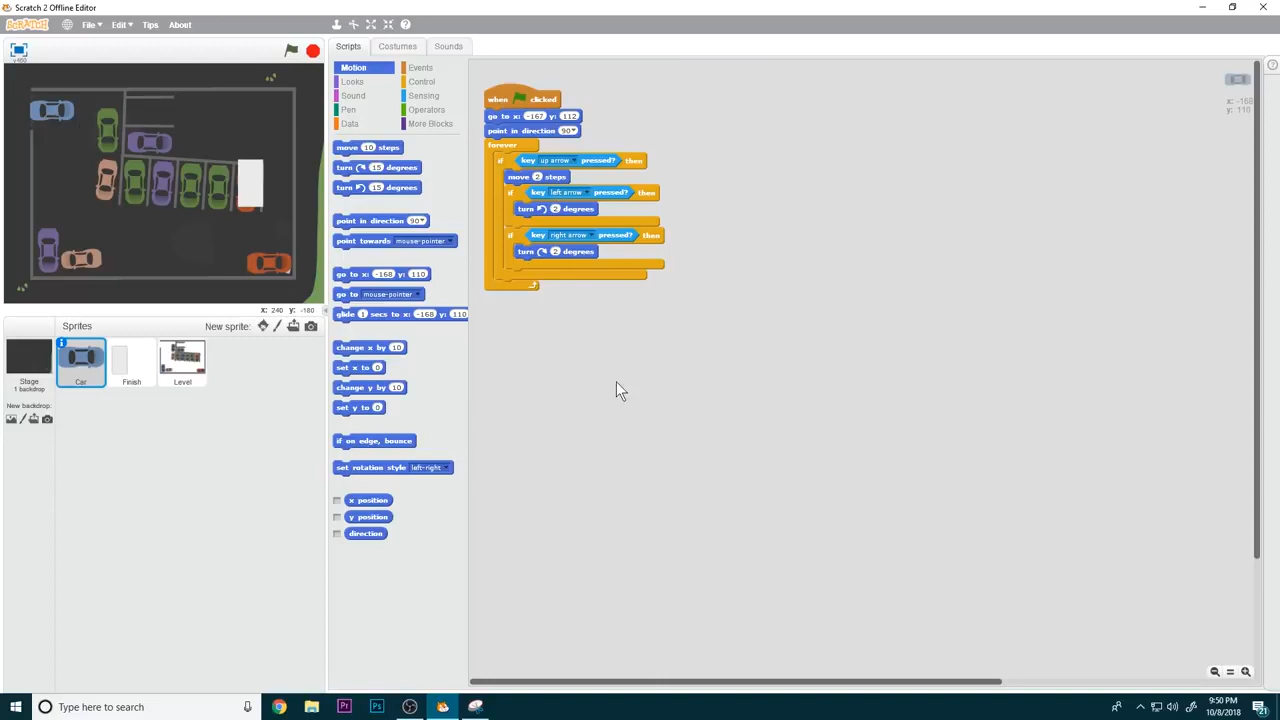 Scratch 2 Offline Editor
SCRATCH File Edit Tips About
v460
Scripts Costumes Sounds
Motion Events
Looks Control
Sound Sensing
Pen Operators
Data More Blocks
move 10 steps
turn 15 degrees
turn 15 degrees
point in direction 90
point towards mouse-pointer
go to x: -168 y: 110
go to mouse-pointer
glide 1 secs to x: -168 y: 110
change x by 10
set x to 0
change y by 10
set y to 0
if on edge, bounce
set rotation style left-right
x position
y position
direction
when clicked
go to x: -167 y: 112
point in direction 90
forever
if key up arrow pressed? then
move 2 steps
if key left arrow pressed? then
turn 2 degrees
if key right arrow pressed? then
turn 2 degrees
x: -168
y: 110
X: 240 y: -180
Sprites New sprite:
Stage
1 backdrop
New backdrop:
Car Finish Level
Type here to search
9:50 PM
10/8/2018
21